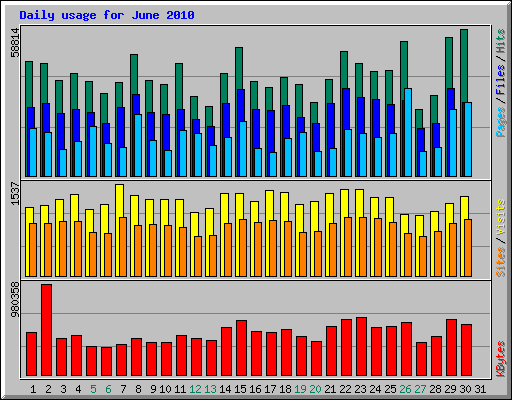 Daily usage for June 2010
58814
Pages / Files / Hits
1537
Sites / Visits
980358
KBytes
1 2 3 4 5 6 7 8 9 10 11 12 13 14 15 16 17 18 19 20 21 22 23 24 25 26 27 28 29 30 31